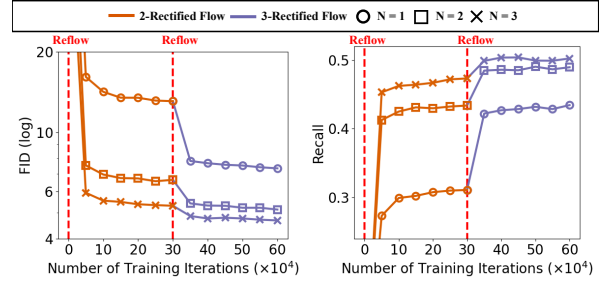 2-Rectified Flow 3-Rectified Flow N = 1 N = 2 N = 3
Reflow Reflow
20
10
6
4
FID (log)
0 10 20 30 40 50 60
Number of Training Iterations (×10⁴)
Reflow Reflow
0.5
0.4
0.3
Recall
0 10 20 30 40 50 60
Number of Training Iterations (×10⁴)